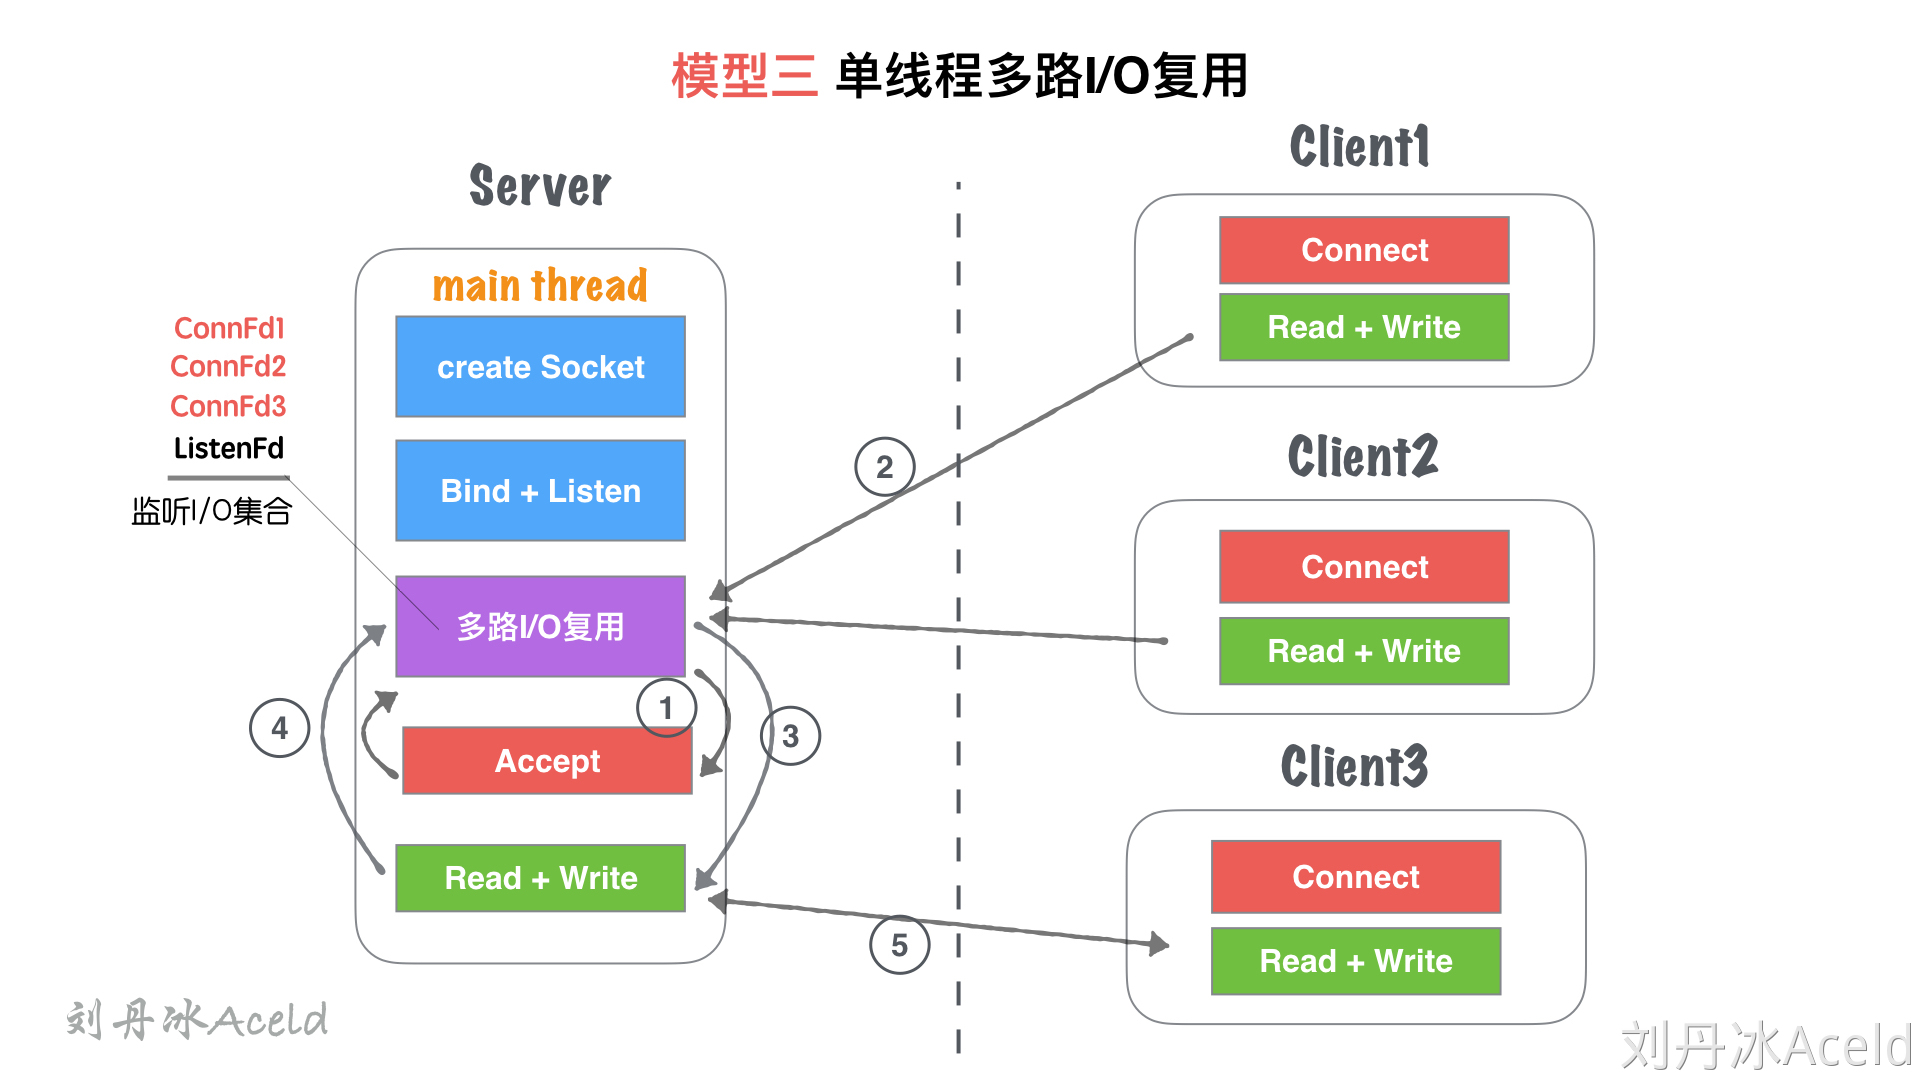 模型三 单线程多路I/O复用
Server
main thread
create Socket
Bind + Listen
多路I/O复用
Accept
Read + Write
ConnFd1
ConnFd2
ConnFd3
ListenFd
监听I/O集合
1
2
3
4
5
Client1
Connect
Read + Write
Client2
Connect
Read + Write
Client3
Connect
Read + Write
刘丹冰Aceld
刘丹冰Aceld